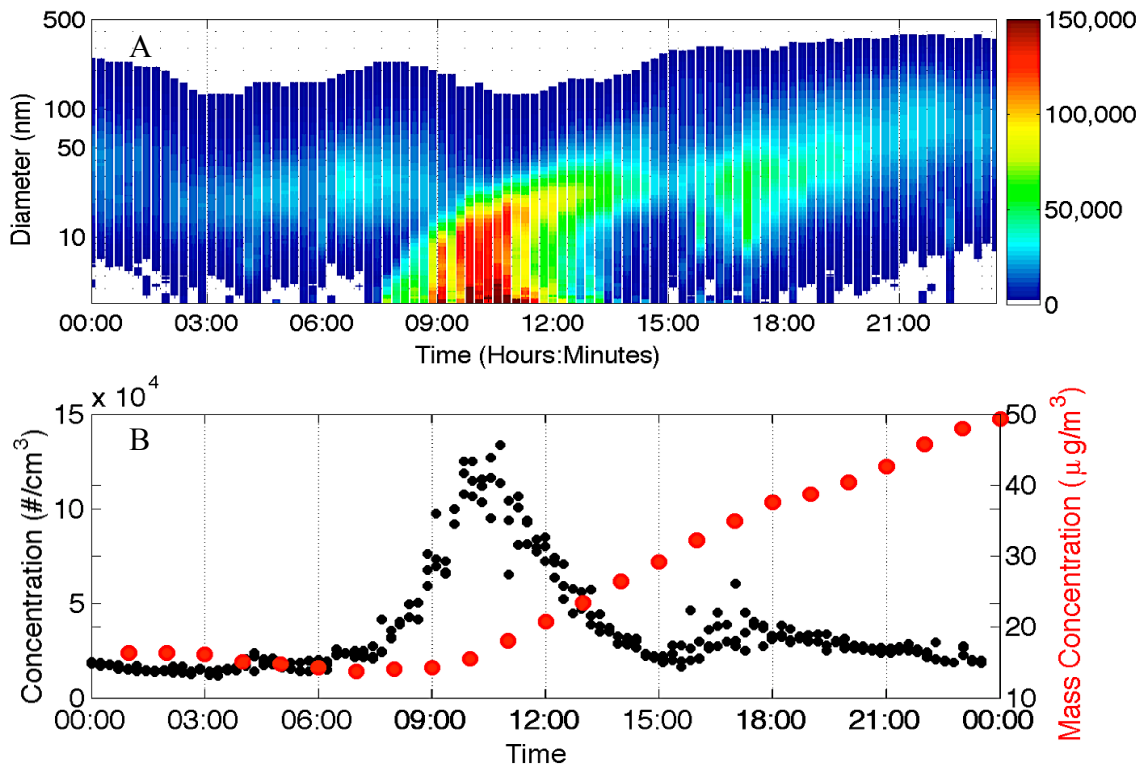 A
500
100
50
10
Diameter (nm)
150,000
100,000
50,000
0
00:00 03:00 06:00 09:00 12:00 15:00 18:00 21:00
Time (Hours:Minutes)
x 10^4
B
15
10
5
0
Concentration (#/cm^3)
50
40
30
20
10
Mass Concentration (μg/m^3)
00:00 03:00 06:00 09:00 12:00 15:00 18:00 21:00 00:00
Time